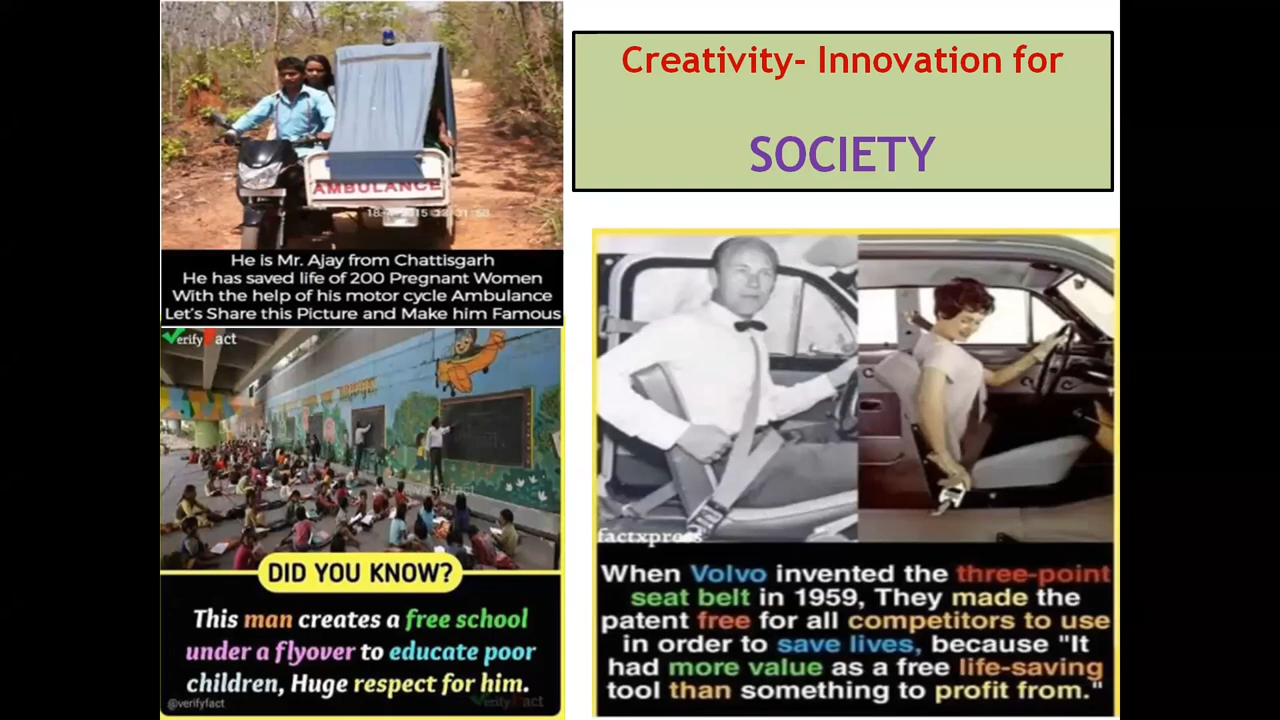 Creativity- Innovation for
SOCIETY
AMBULANCE
He is Mr. Ajay from Chattisgarh
He has saved life of 200 Pregnant Women
With the help of his motor cycle Ambulance
Let's Share this Picture and Make him Famous
Verify Fact
verifyfact
DID YOU KNOW?
This man creates a free school
under a flyover to educate poor
children, Huge respect for him.
@verifyfact
Verify Fact
factxpress
When Volvo invented the three-point
seat belt in 1959, They made the
patent free for all competitors to use
in order to save lives, because "It
had more value as a free life-saving
tool than something to profit from."